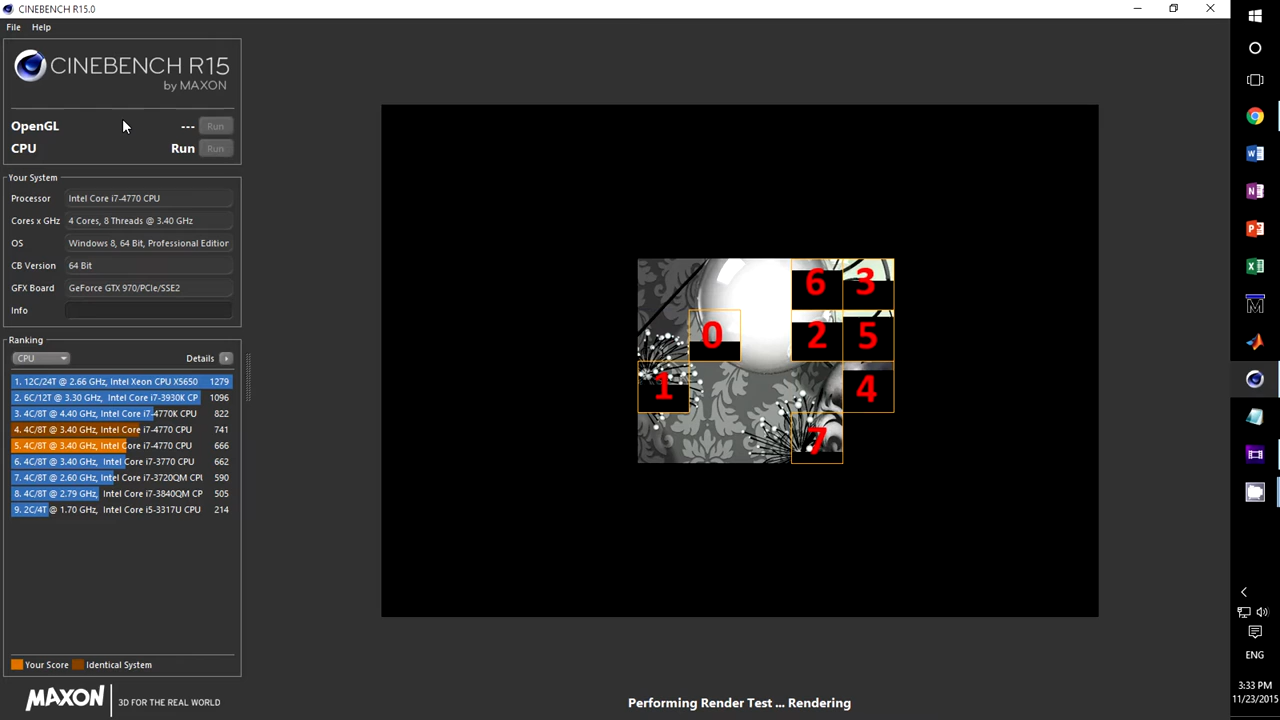 CINEBENCH R15.0
File Help
CINEBENCH R15
by MAXON
OpenGL --- Run
CPU Run Run
Your System
Processor Intel Core i7-4770 CPU
Cores x GHz 4 Cores, 8 Threads @ 3.40 GHz
OS Windows 8, 64 Bit, Professional Edition
CB Version 64 Bit
GFX Board GeForce GTX 970/PCIe/SSE2
Info
Ranking
CPU Details
1. 12C/24T @ 2.66 GHz, Intel Xeon CPU X5650 1279
2. 6C/12T @ 3.30 GHz, Intel Core i7-3930K CP 1096
3. 4C/8T @ 4.40 GHz, Intel Core i7-4770K CPU 822
4. 4C/8T @ 3.40 GHz, Intel Core i7-4770 CPU 741
5. 4C/8T @ 3.40 GHz, Intel Core i7-4770 CPU 666
6. 4C/8T @ 3.40 GHz, Intel Core i7-3770 CPU 662
7. 4C/8T @ 2.60 GHz, Intel Core i7-3720QM CPU 590
8. 4C/8T @ 2.79 GHz, Intel Core i7-3840QM CP 505
9. 2C/4T @ 1.70 GHz, Intel Core i5-3317U CPU 214
Your Score Identical System
MAXON 3D FOR THE REAL WORLD
6 3
0 2 5
1 4
7
Performing Render Test ... Rendering
ENG
3:33 PM
11/23/2015